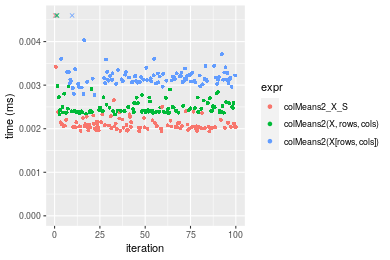 0.004
0.003
0.002
0.001
0.000
time (ms)
0
25
50
75
100
iteration
expr
colMeans2_X_S
colMeans2(X, rows, cols)
colMeans2(X[rows, cols])